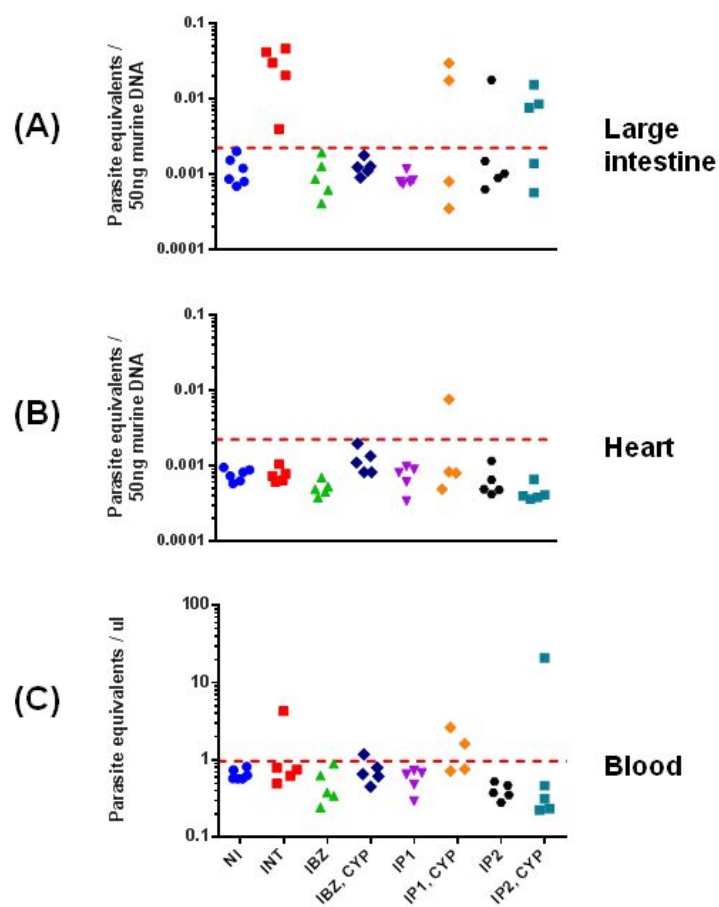 (A)
Parasite equivalents /
50ng murine DNA
0.1
0.01
0.001
0.0001
Large
intestine
(B)
Parasite equivalents /
50ng murine DNA
0.1
0.01
0.001
0.0001
Heart
(C)
Parasite equivalents / ul
100
10
1
0.1
Blood
NI
INT
IBZ
IBZ, CYP
IP1
IP1, CYP
IP2
IP2, CYP